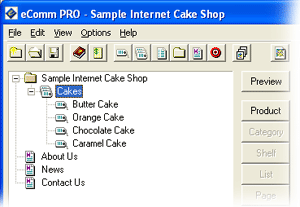 eComm PRO - Sample Internet Cake Shop
File Edit View Options Help
Sample Internet Cake Shop
Cakes
Butter Cake
Orange Cake
Chocolate Cake
Caramel Cake
About Us
News
Contact Us
Preview
Product
Category
Shelf
List
Page